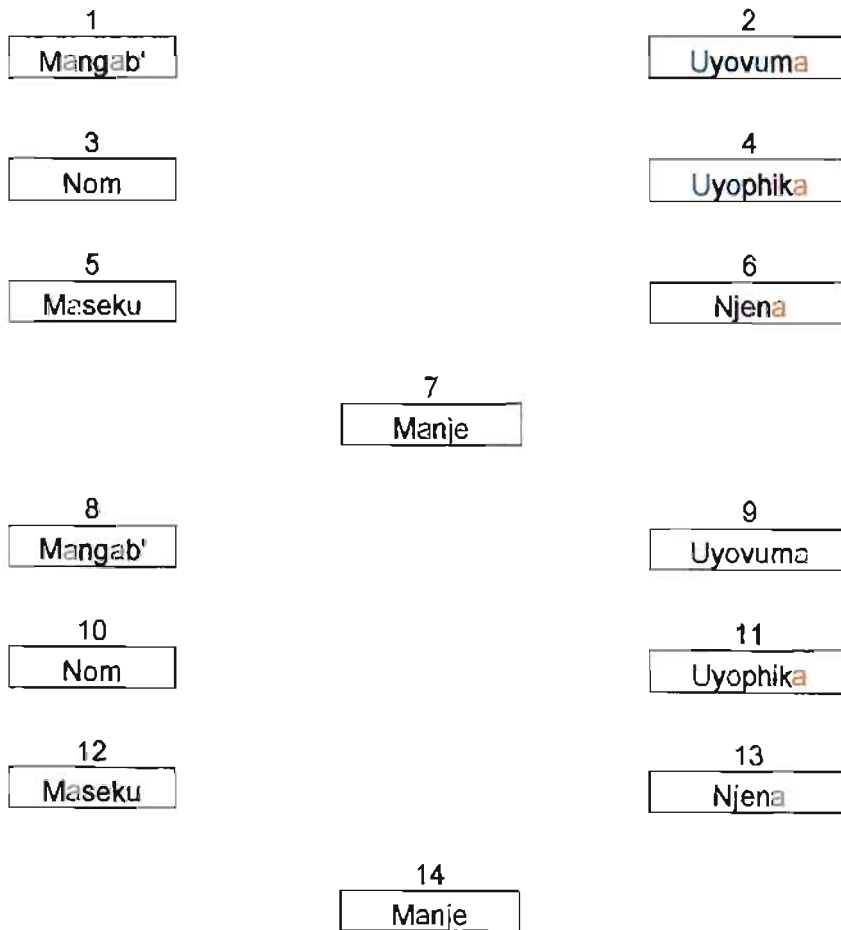 1 2
Mangab' Uyovuma
3 4
Nom Uyophika
5 6
Maseku Njena
7
Manje
8 9
Mangab' Uyovuma
10 11
Nom Uyophika
12 13
Maseku Njena
14
Manje